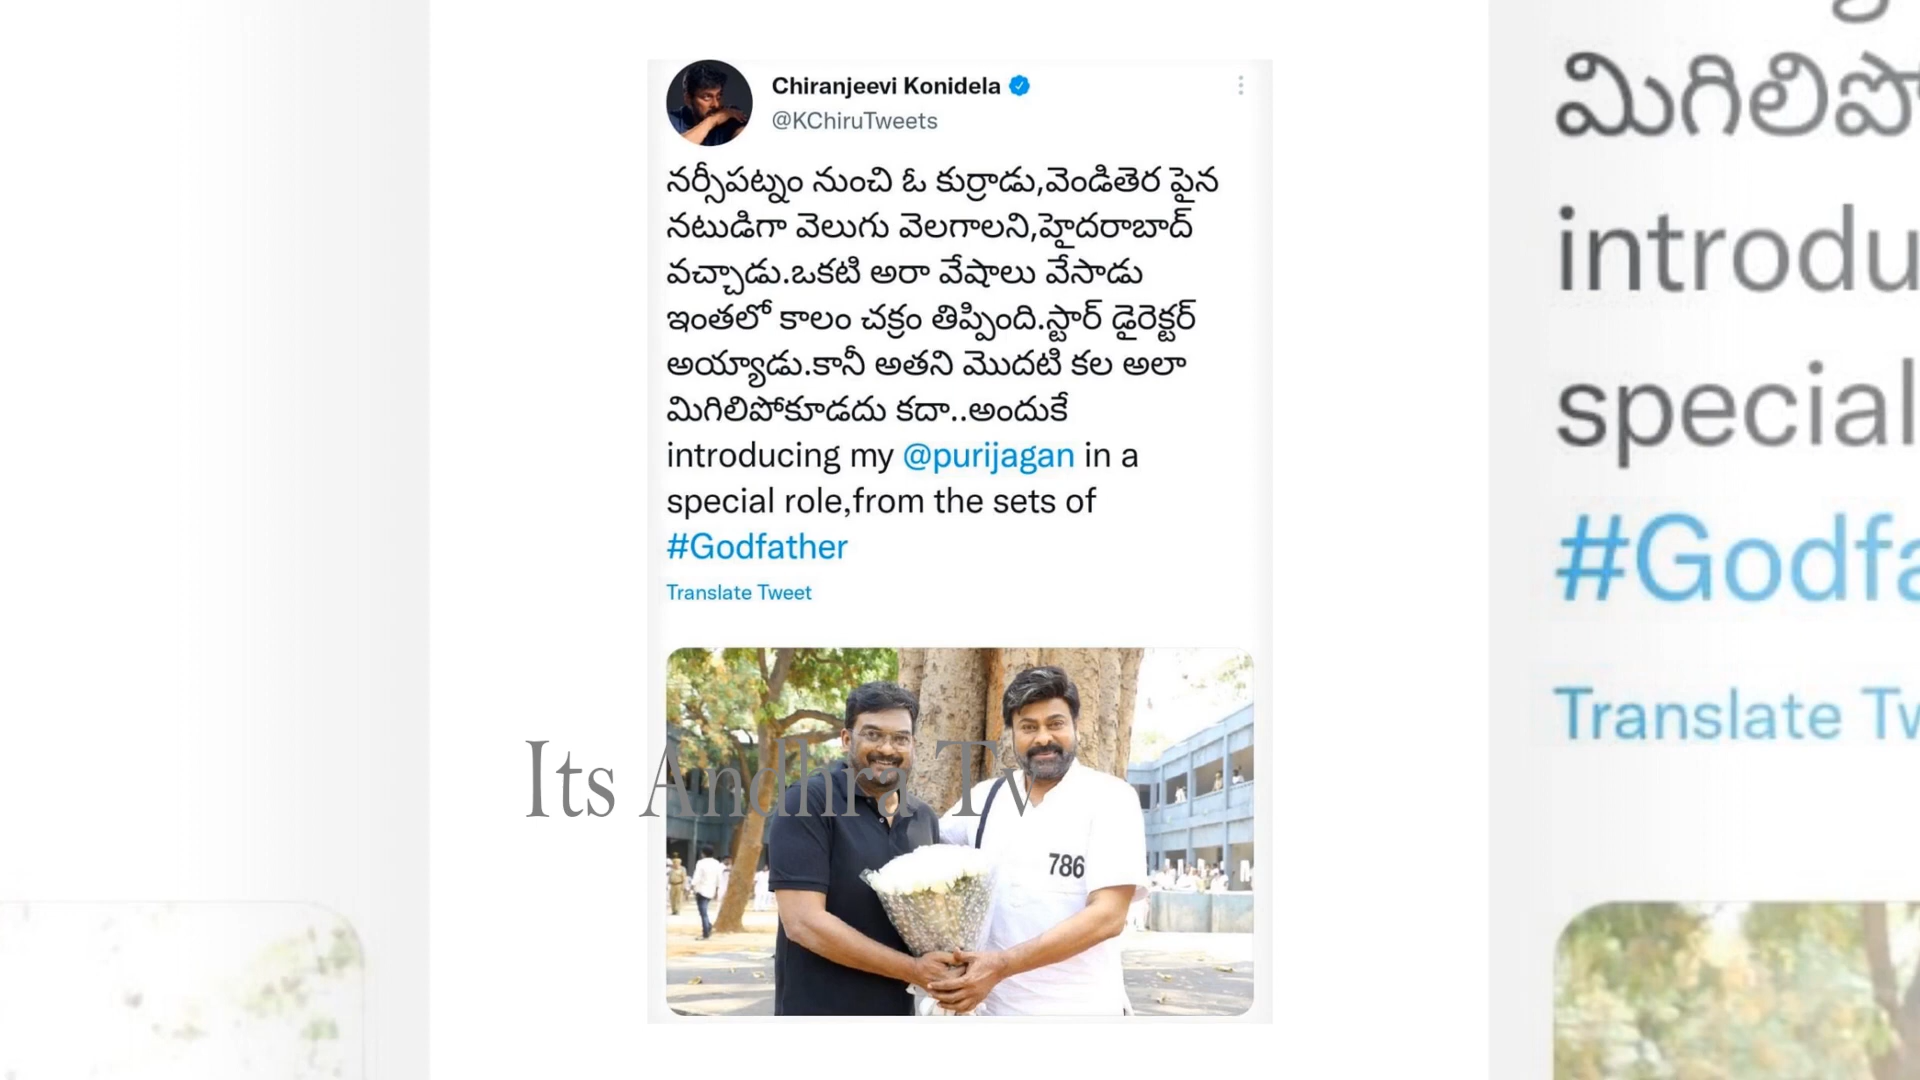 Chiranjeevi Konidela
@KChiruTweets
నర్సీపట్నం నుంచి ఓ కుర్రాడు,వెండితెర పైన
నటుడిగా వెలుగు వెలగాలని,హైదరాబాద్
వచ్చాడు.ఒకటి అరా వేషాలు వేసాడు
ఇంతలో కాలం చక్రం తిప్పింది.స్టార్ డైరెక్టర్
అయ్యాడు.కానీ అతని మొదటి కల అలా
మిగిలిపోకూడదు కదా..అందుకే
introducing my @purijagan in a
special role,from the sets of
#Godfather
Translate Tweet
Its Andhra Tv
786
మిగిలిపో
introdu
special
#Godfa
Translate Tw